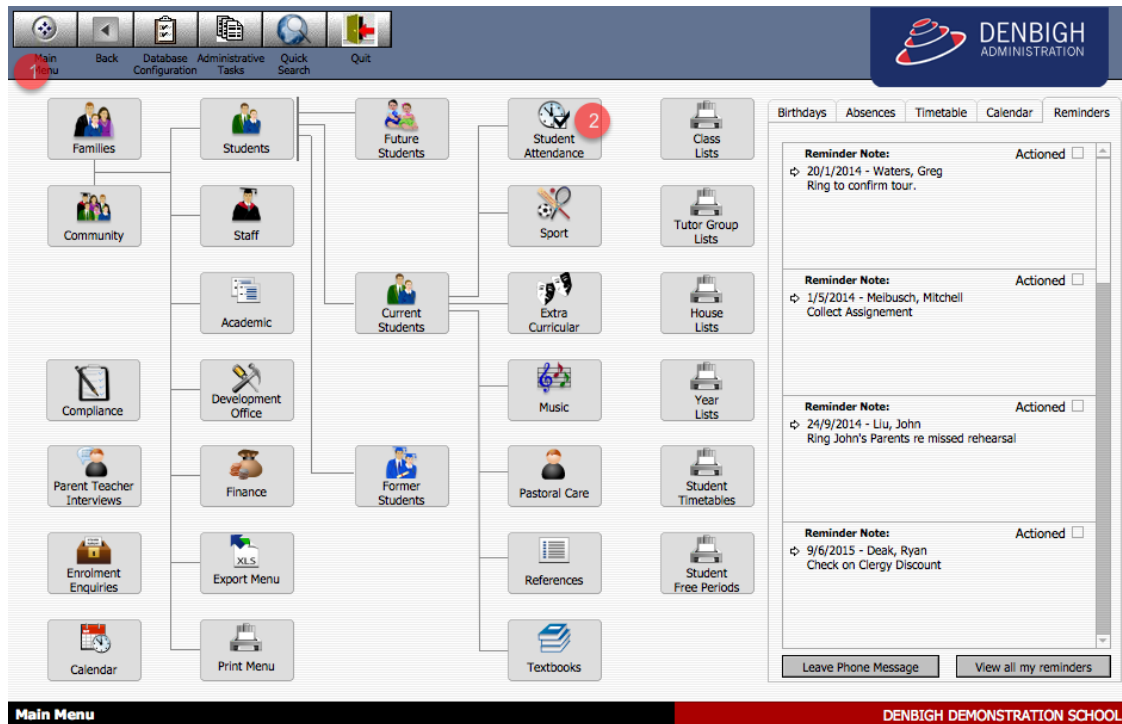 Main
Menu
Back
Database
Configuration
Administrative
Tasks
Quick
Search
Quit
DENBIGH
ADMINISTRATION
1
Families
Students
Future
Students
Student
Attendance
2
Class
Lists
Community
Staff
Sport
Tutor Group
Lists
Academic
Current
Students
Extra
Curricular
House
Lists
Compliance
Development
Office
Music
Year
Lists
Parent Teacher
Interviews
Finance
Former
Students
Pastoral Care
Student
Timetables
Enrolment
Enquiries
XLS
Export Menu
References
Student
Free Periods
Calendar
Print Menu
Textbooks
Birthdays
Absences
Timetable
Calendar
Reminders
Reminder Note:
Actioned
20/1/2014 - Waters, Greg
Ring to confirm tour.
Reminder Note:
Actioned
1/5/2014 - Meibusch, Mitchell
Collect Assignement
Reminder Note:
Actioned
24/9/2014 - Liu, John
Ring John's Parents re missed rehearsal
Reminder Note:
Actioned
9/6/2015 - Deak, Ryan
Check on Clergy Discount
Leave Phone Message
View all my reminders
Main Menu
DENBIGH DEMONSTRATION SCHOOL